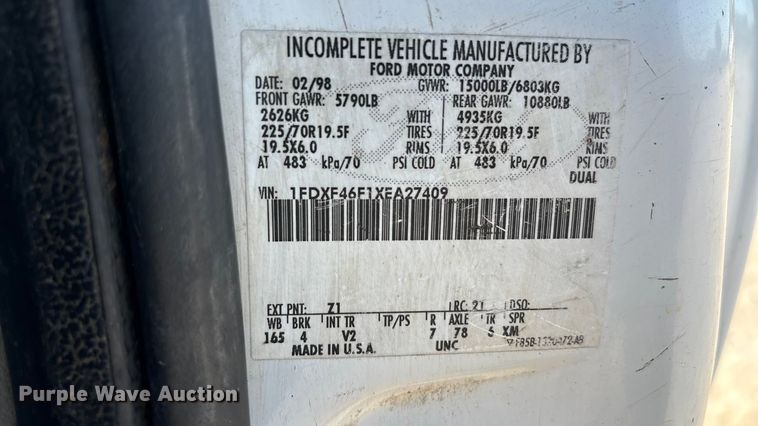 INCOMPLETE VEHICLE MANUFACTURED BY
FORD MOTOR COMPANY
DATE: 02/98 GVWR: 15000LB/6803KG
FRONT GAWR: 5790LB REAR GAWR: 10880LB
2626KG WITH 4935KG WITH
225/70R19.5F TIRES 225/70R19.5F TIRES
19.5X6.0 RIMS 19.5X6.0 RIMS
AT 483 kPa/70 PSI COLD AT 483 kPa/70 PSI COLD
DUAL
VIN: 1FDXF46F1XEA27409
EXT PNT: Z1 RC: 21 DSO:
WB BRK INT TR TP/PS R AXLE TR SPR
165 4 V2 7 78 6 XM
MADE IN U.S.A. UNC
Purple Wave Auction